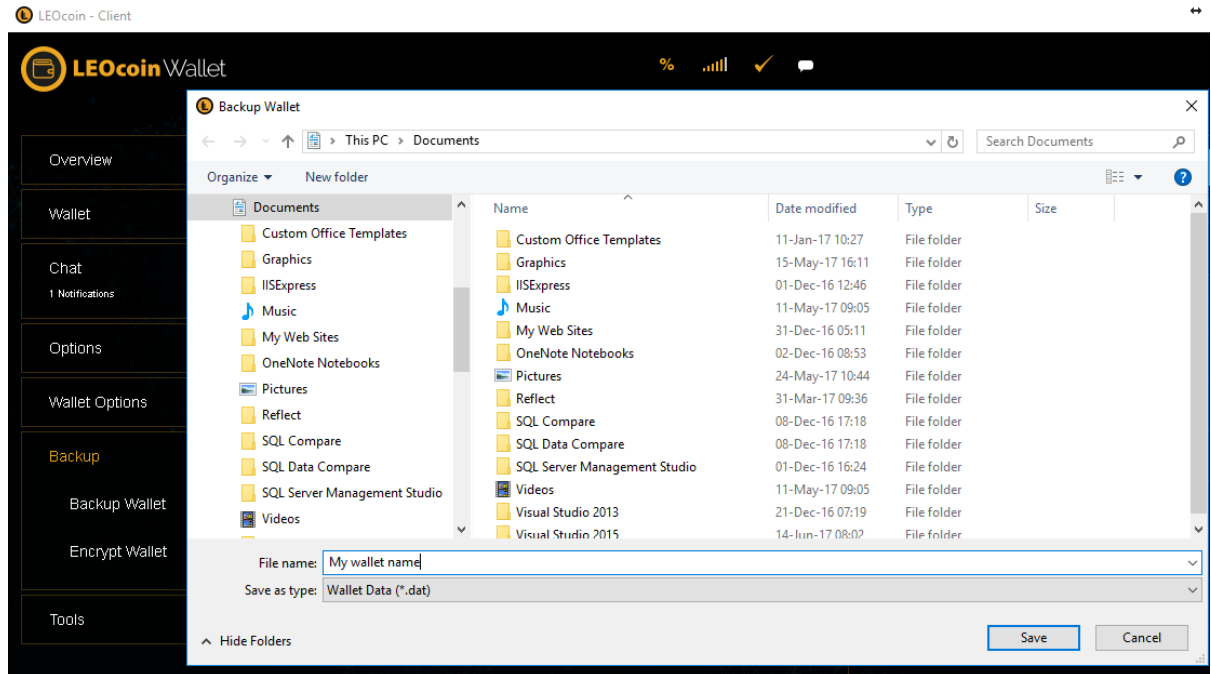 LEOcoin - Client
LEOcoin Wallet
%
Backup Wallet
This PC > Documents
Search Documents
Organize
New folder
?
Overview
Wallet
Chat
1 Notifications
Options
Wallet Options
Backup
Backup Wallet
Encrypt Wallet
Tools
Documents
Custom Office Templates
Graphics
IISExpress
Music
My Web Sites
OneNote Notebooks
Pictures
Reflect
SQL Compare
SQL Data Compare
SQL Server Management Studio
Videos
Name Date modified Type Size
Custom Office Templates 11-Jan-17 10:27 File folder
Graphics 15-May-17 16:11 File folder
IISExpress 01-Dec-16 12:46 File folder
Music 11-May-17 09:05 File folder
My Web Sites 31-Dec-16 05:11 File folder
OneNote Notebooks 02-Dec-16 08:53 File folder
Pictures 24-May-17 10:44 File folder
Reflect 31-Mar-17 09:36 File folder
SQL Compare 08-Dec-16 17:18 File folder
SQL Data Compare 08-Dec-16 17:18 File folder
SQL Server Management Studio 01-Dec-16 16:24 File folder
Videos 11-May-17 09:05 File folder
Visual Studio 2013 21-Dec-16 07:19 File folder
Visual Studio 2015 14-Jun-17 08:02 File folder
File name: My wallet name
Save as type: Wallet Data (*.dat)
Hide Folders
Save
Cancel